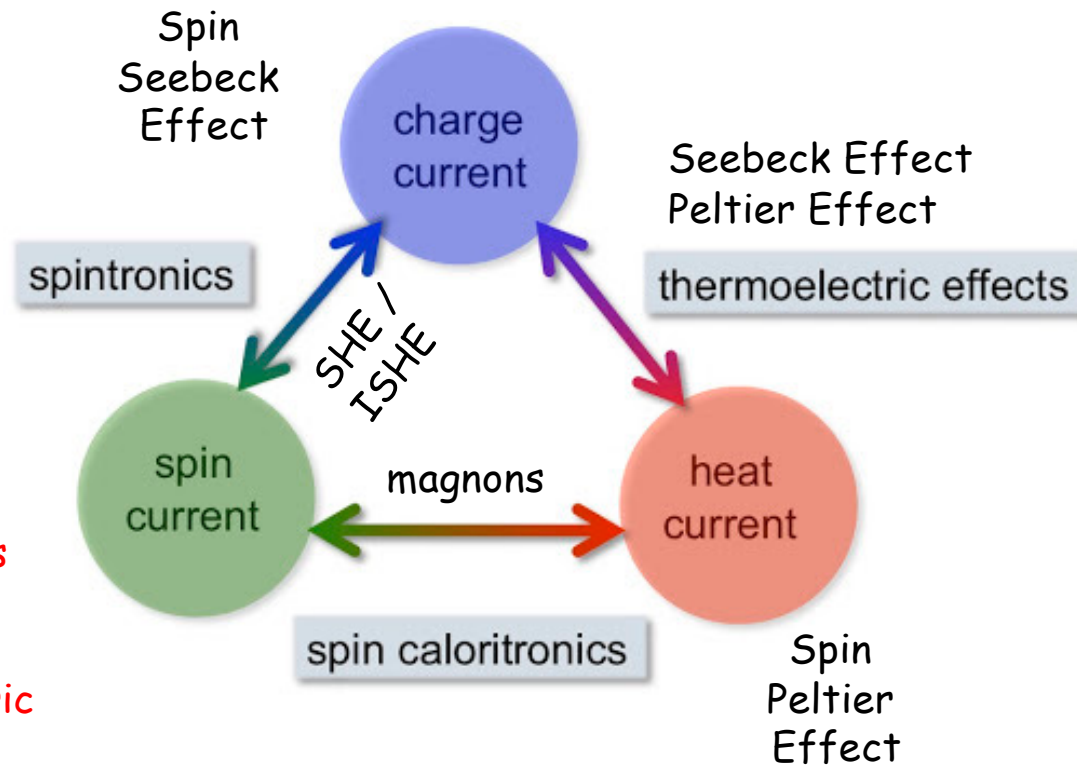 Spin
Seebeck
Effect
charge
current
Seebeck Effect
Peltier Effect
spintronics
thermoelectric effects
SHE /
ISHE
spin
current
magnons
heat
current
s
ic
spin caloritronics
Spin
Peltier
Effect